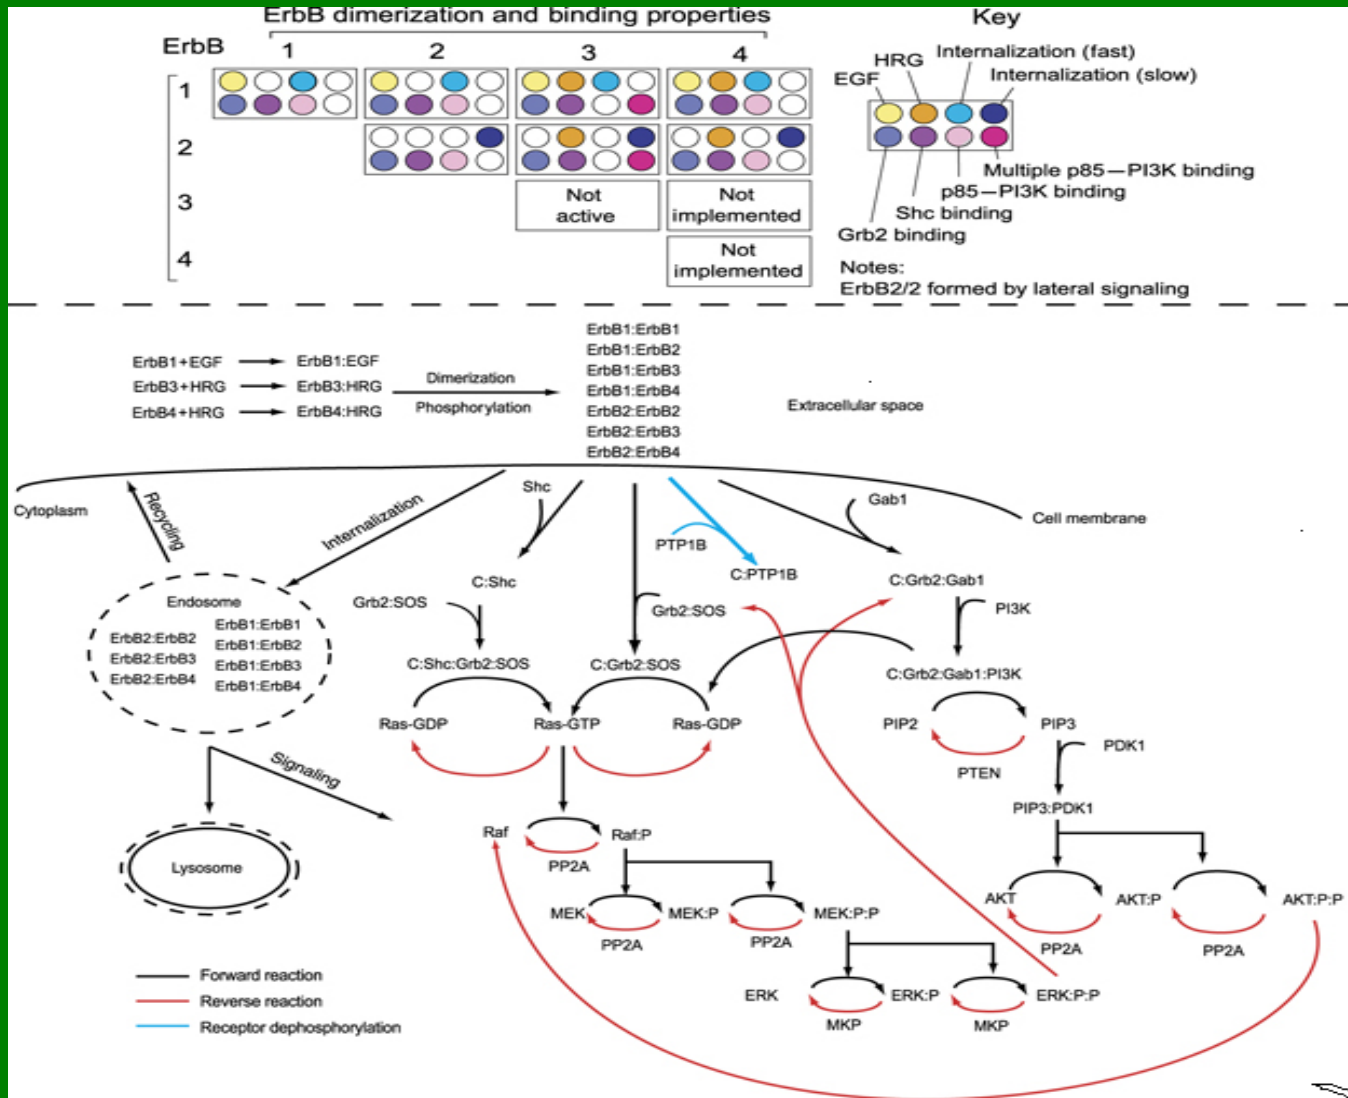 ErbB dimerization and binding properties
Key
ErbB
1
2
3
4
1
2
3
4
Not
active
Not
implemented
Not
implemented
EGF
HRG
Internalization (fast)
Internalization (slow)
Multiple p85—PI3K binding
p85—PI3K binding
Shc binding
Grb2 binding
Notes:
ErbB2/2 formed by lateral signaling
ErbB1+EGF
ErbB1:EGF
ErbB3+HRG
ErbB3:HRG
ErbB4+HRG
ErbB4:HRG
Dimerization
Phosphorylation
ErbB1:ErbB1
ErbB1:ErbB2
ErbB1:ErbB3
ErbB1:ErbB4
ErbB2:ErbB2
ErbB2:ErbB3
ErbB2:ErbB4
Extracellular space
Cytoplasm
Recycling
Internalization
Shc
PTP1B
C:PTP1B
Gab1
Cell membrane
Endosome
ErbB2:ErbB2
ErbB2:ErbB3
ErbB2:ErbB4
ErbB1:ErbB1
ErbB1:ErbB2
ErbB1:ErbB3
ErbB1:ErbB4
C:Shc
Grb2:SOS
Grb2:SOS
C:Grb2:Gab1
PI3K
C:Shc:Grb2:SOS
C:Grb2:SOS
C:Grb2:Gab1:PI3K
Ras-GDP
Ras-GTP
Ras-GDP
PIP2
PIP3
PTEN
PDK1
PIP3:PDK1
Signaling
Lysosome
Raf
Raf:P
PP2A
MEK
MEK:P
MEK:P:P
PP2A
PP2A
AKT
AKT:P
AKT:P:P
PP2A
PP2A
ERK
ERK:P
ERK:P:P
MKP
MKP
Forward reaction
Reverse reaction
Receptor dephosphorylation